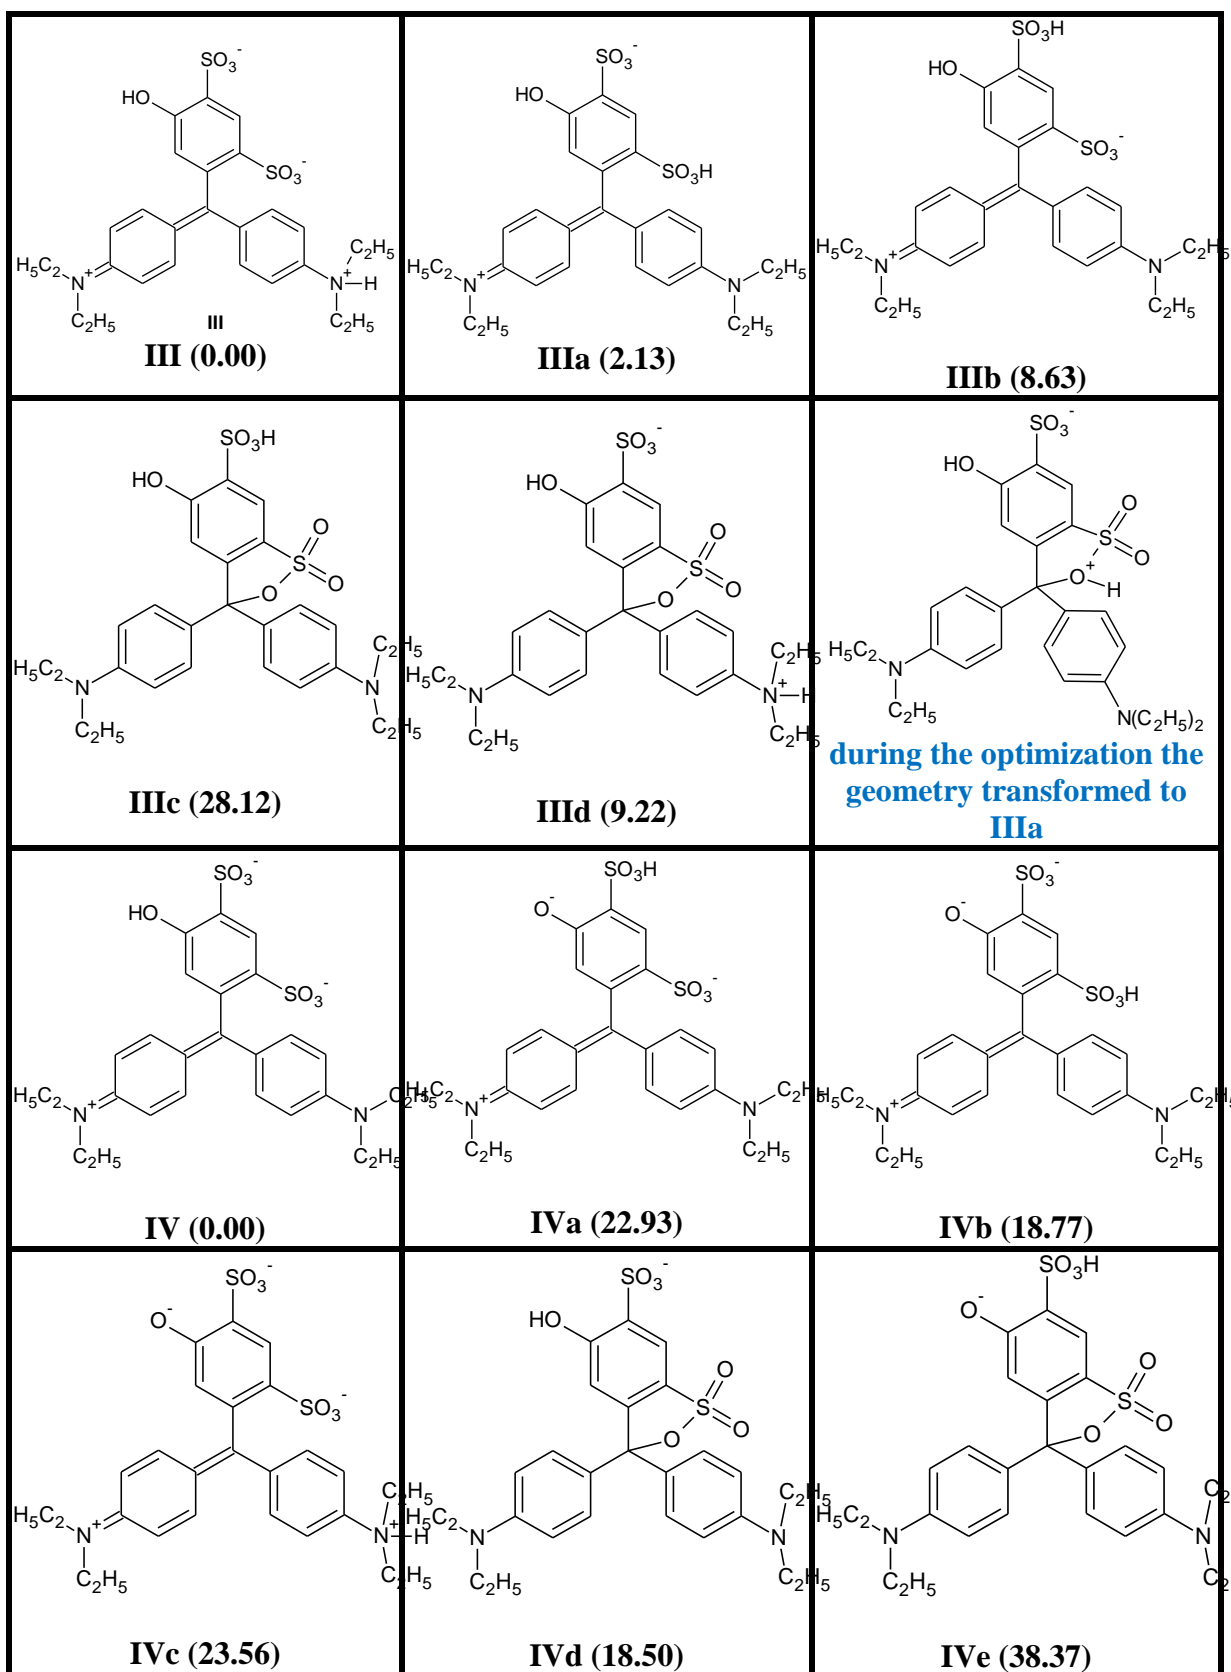 SO3-
HO
SO3-
H5C2
N+
C2H5
C2H5
N+-H
C2H5
III
III (0.00)
SO3-
HO
SO3H
H5C2
N+
C2H5
N
C2H5
C2H5
IIIa (2.13)
SO3H
HO
SO3-
H5C2
N+
C2H5
N
C2H5
C2H5
IIIb (8.63)
SO3H
HO
O
S
O
O
H5C2
N
C2H5
C2H5
N
C2H5
IIIc (28.12)
SO3-
HO
O
S
O
O
H5C2
N
C2H5
C2H5
N+-H
C2H5
IIId (9.22)
SO3-
HO
O
S
O
O+-H
H5C2
N
C2H5
N(C2H5)2
during the optimization the
geometry transformed to
IIIa
SO3-
HO
SO3-
H5C2
N+
C2H5
N
C2H5
C2H5
IV (0.00)
SO3H
O-
SO3-
H5C2
N+
C2H5
N
C2H5
C2H5
IVa (22.93)
SO3-
O-
SO3H
H5C2
N+
C2H5
N
C2H5
C2H5
IVb (18.77)
SO3-
O-
SO3-
H5C2
N+
C2H5
C2H5
N+-H
C2H5
IVc (23.56)
SO3-
HO
O
S
O
O
H5C2
N
C2H5
C2H5
N
C2H5
IVd (18.50)
SO3H
O-
O
S
O
O
H5C2
N
C2H5
C2
N
C2
IVe (38.37)